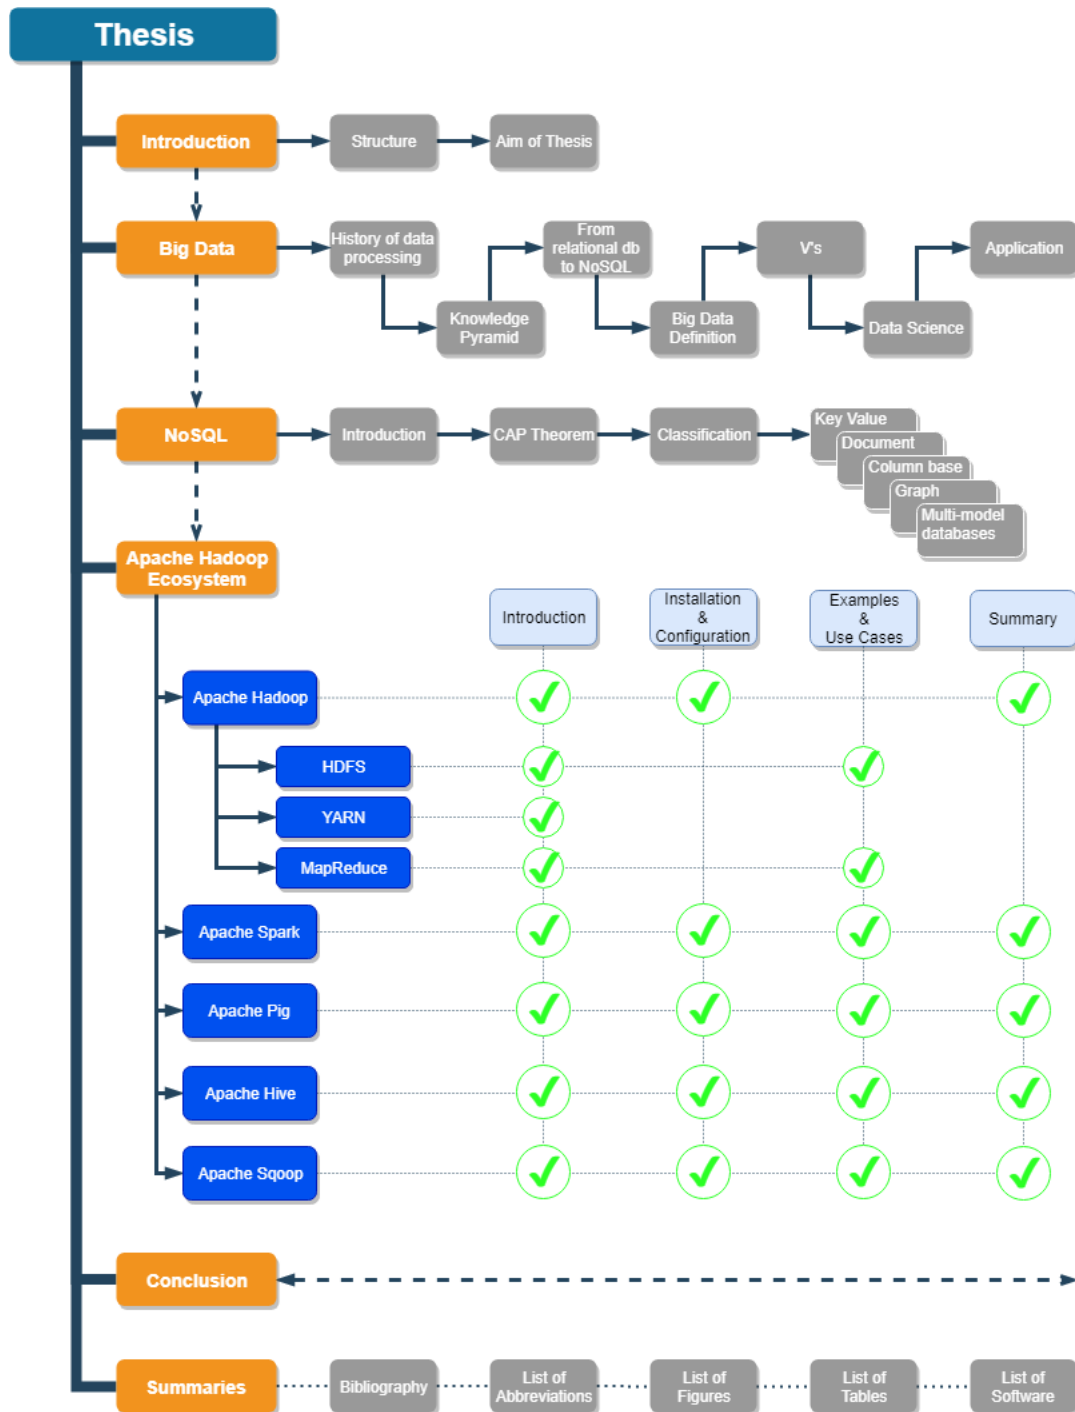 Thesis
Introduction
Structure
Aim of Thesis
Big Data
History of data
processing
Knowledge
Pyramid
From
relational db
to NoSQL
Big Data
Definition
V's
Data Science
Application
NoSQL
Introduction
CAP Theorem
Classification
Key Value
Document
Column base
Graph
Multi-model
databases
Apache Hadoop
Ecosystem
Introduction
Installation
&
Configuration
Examples
&
Use Cases
Summary
Apache Hadoop
HDFS
YARN
MapReduce
Apache Spark
Apache Pig
Apache Hive
Apache Sqoop
Conclusion
Summaries
Bibliography
List of
Abbreviations
List of
Figures
List of
Tables
List of
Software